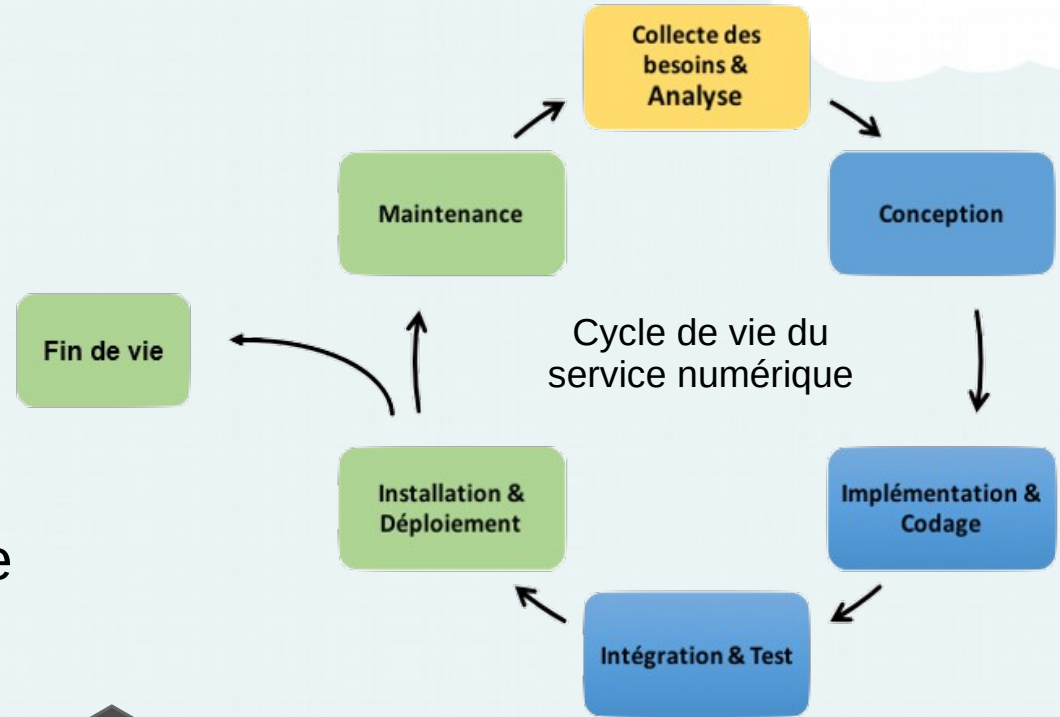 Collecte des
besoins &
Analyse
Maintenance
Conception
Fin de vie
Cycle de vie du
service numérique
Installation &
Déploiement
Implémentation &
Codage
e
Intégration & Test